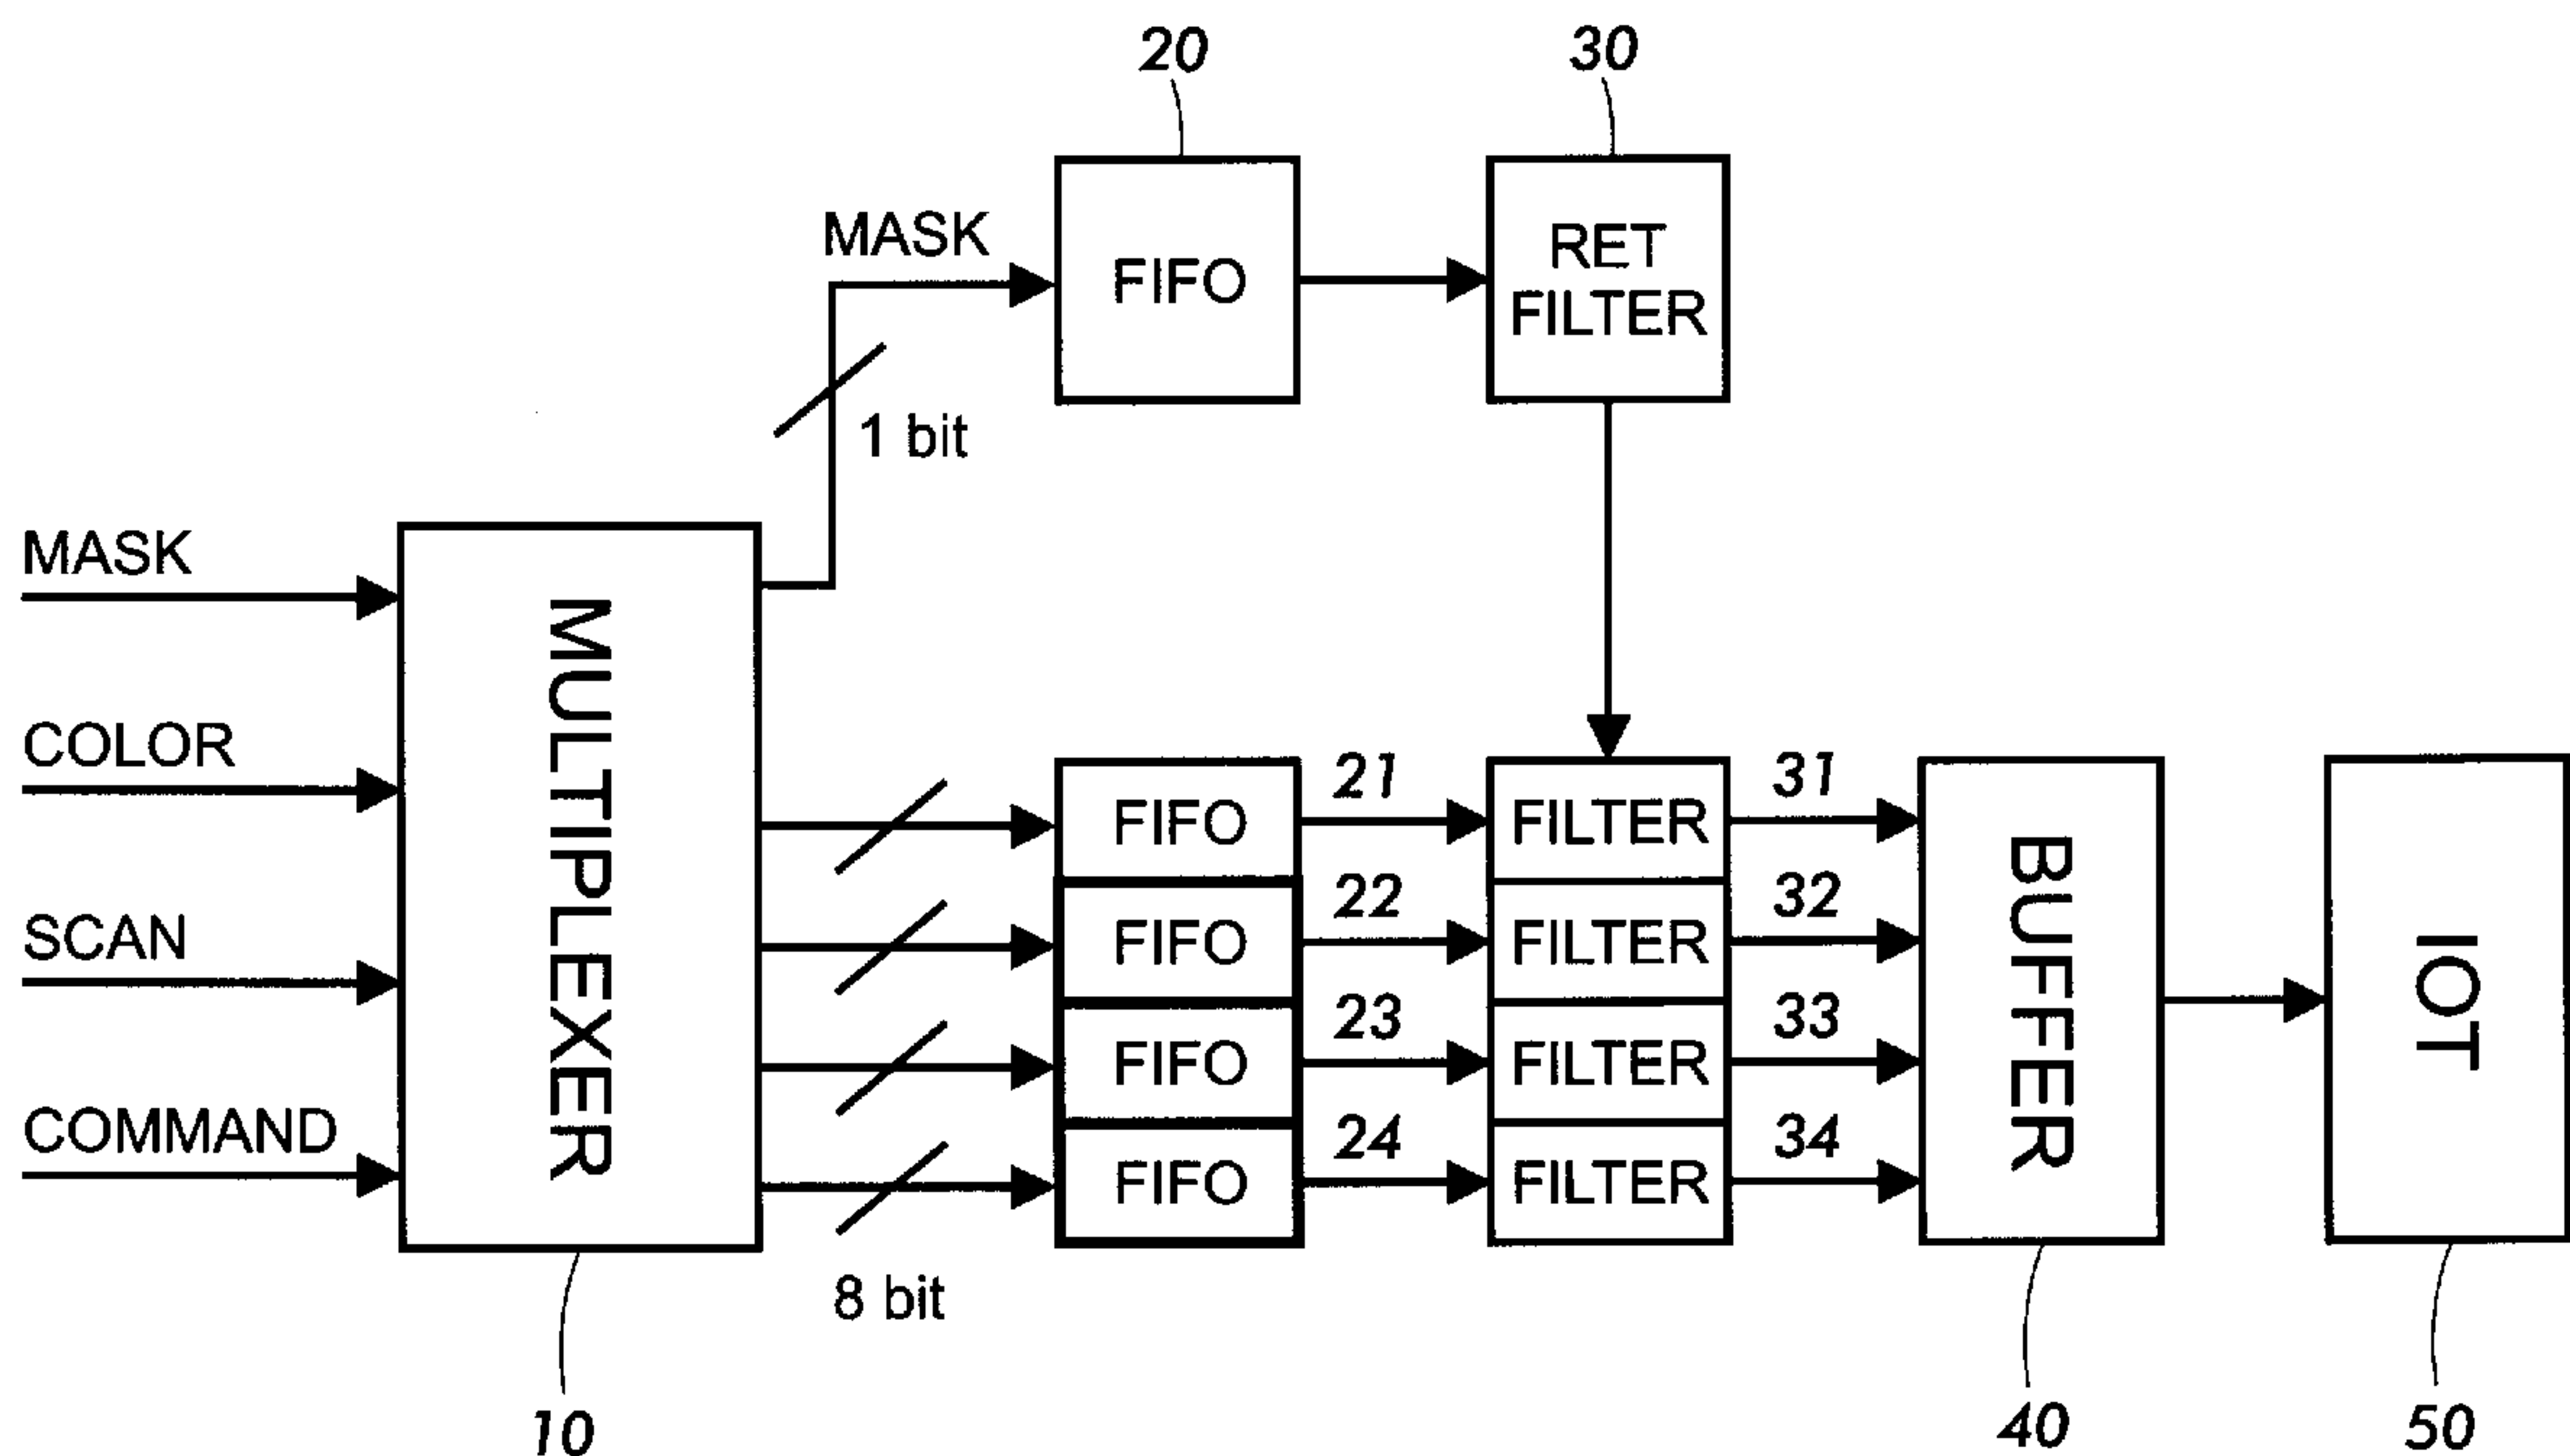 20
30
MASK
FIFO
RET
FILTER
1 bit
MASK
COLOR
SCAN
COMMAND
MULTIPLEXER
FIFO
21
FILTER
31
FIFO
22
FILTER
32
FIFO
23
FILTER
33
FIFO
24
FILTER
34
BUFFER
IOT
8 bit
10
40
50